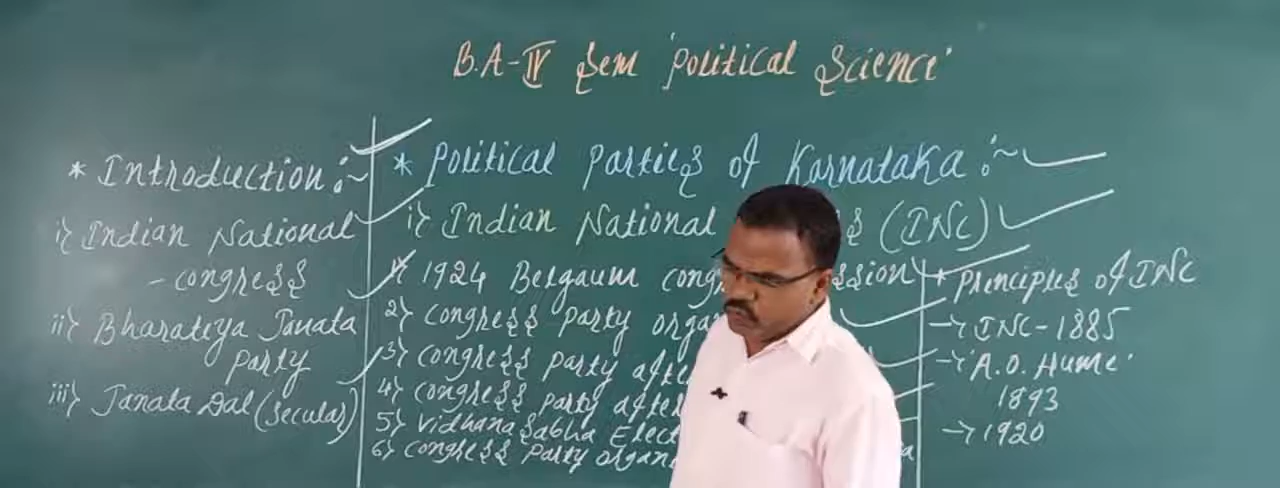 B.A-IV Sem 'Political Science'
* Introduction:~
i) Indian National
- Congress
ii) Bharateya Janata
Party
iii) Janata Dal (Secular)
* Political Parties of Karnataka:~
i) Indian National (INC)
1) 1924 Belgaum
2) Congress Party
3) Congress Party
4) Congress Party
5) Vidhana Sabha
6) Congress Party
* Principles of INC
→ INC-1885
→ 'A.O. Hume'
1893
→ 1920